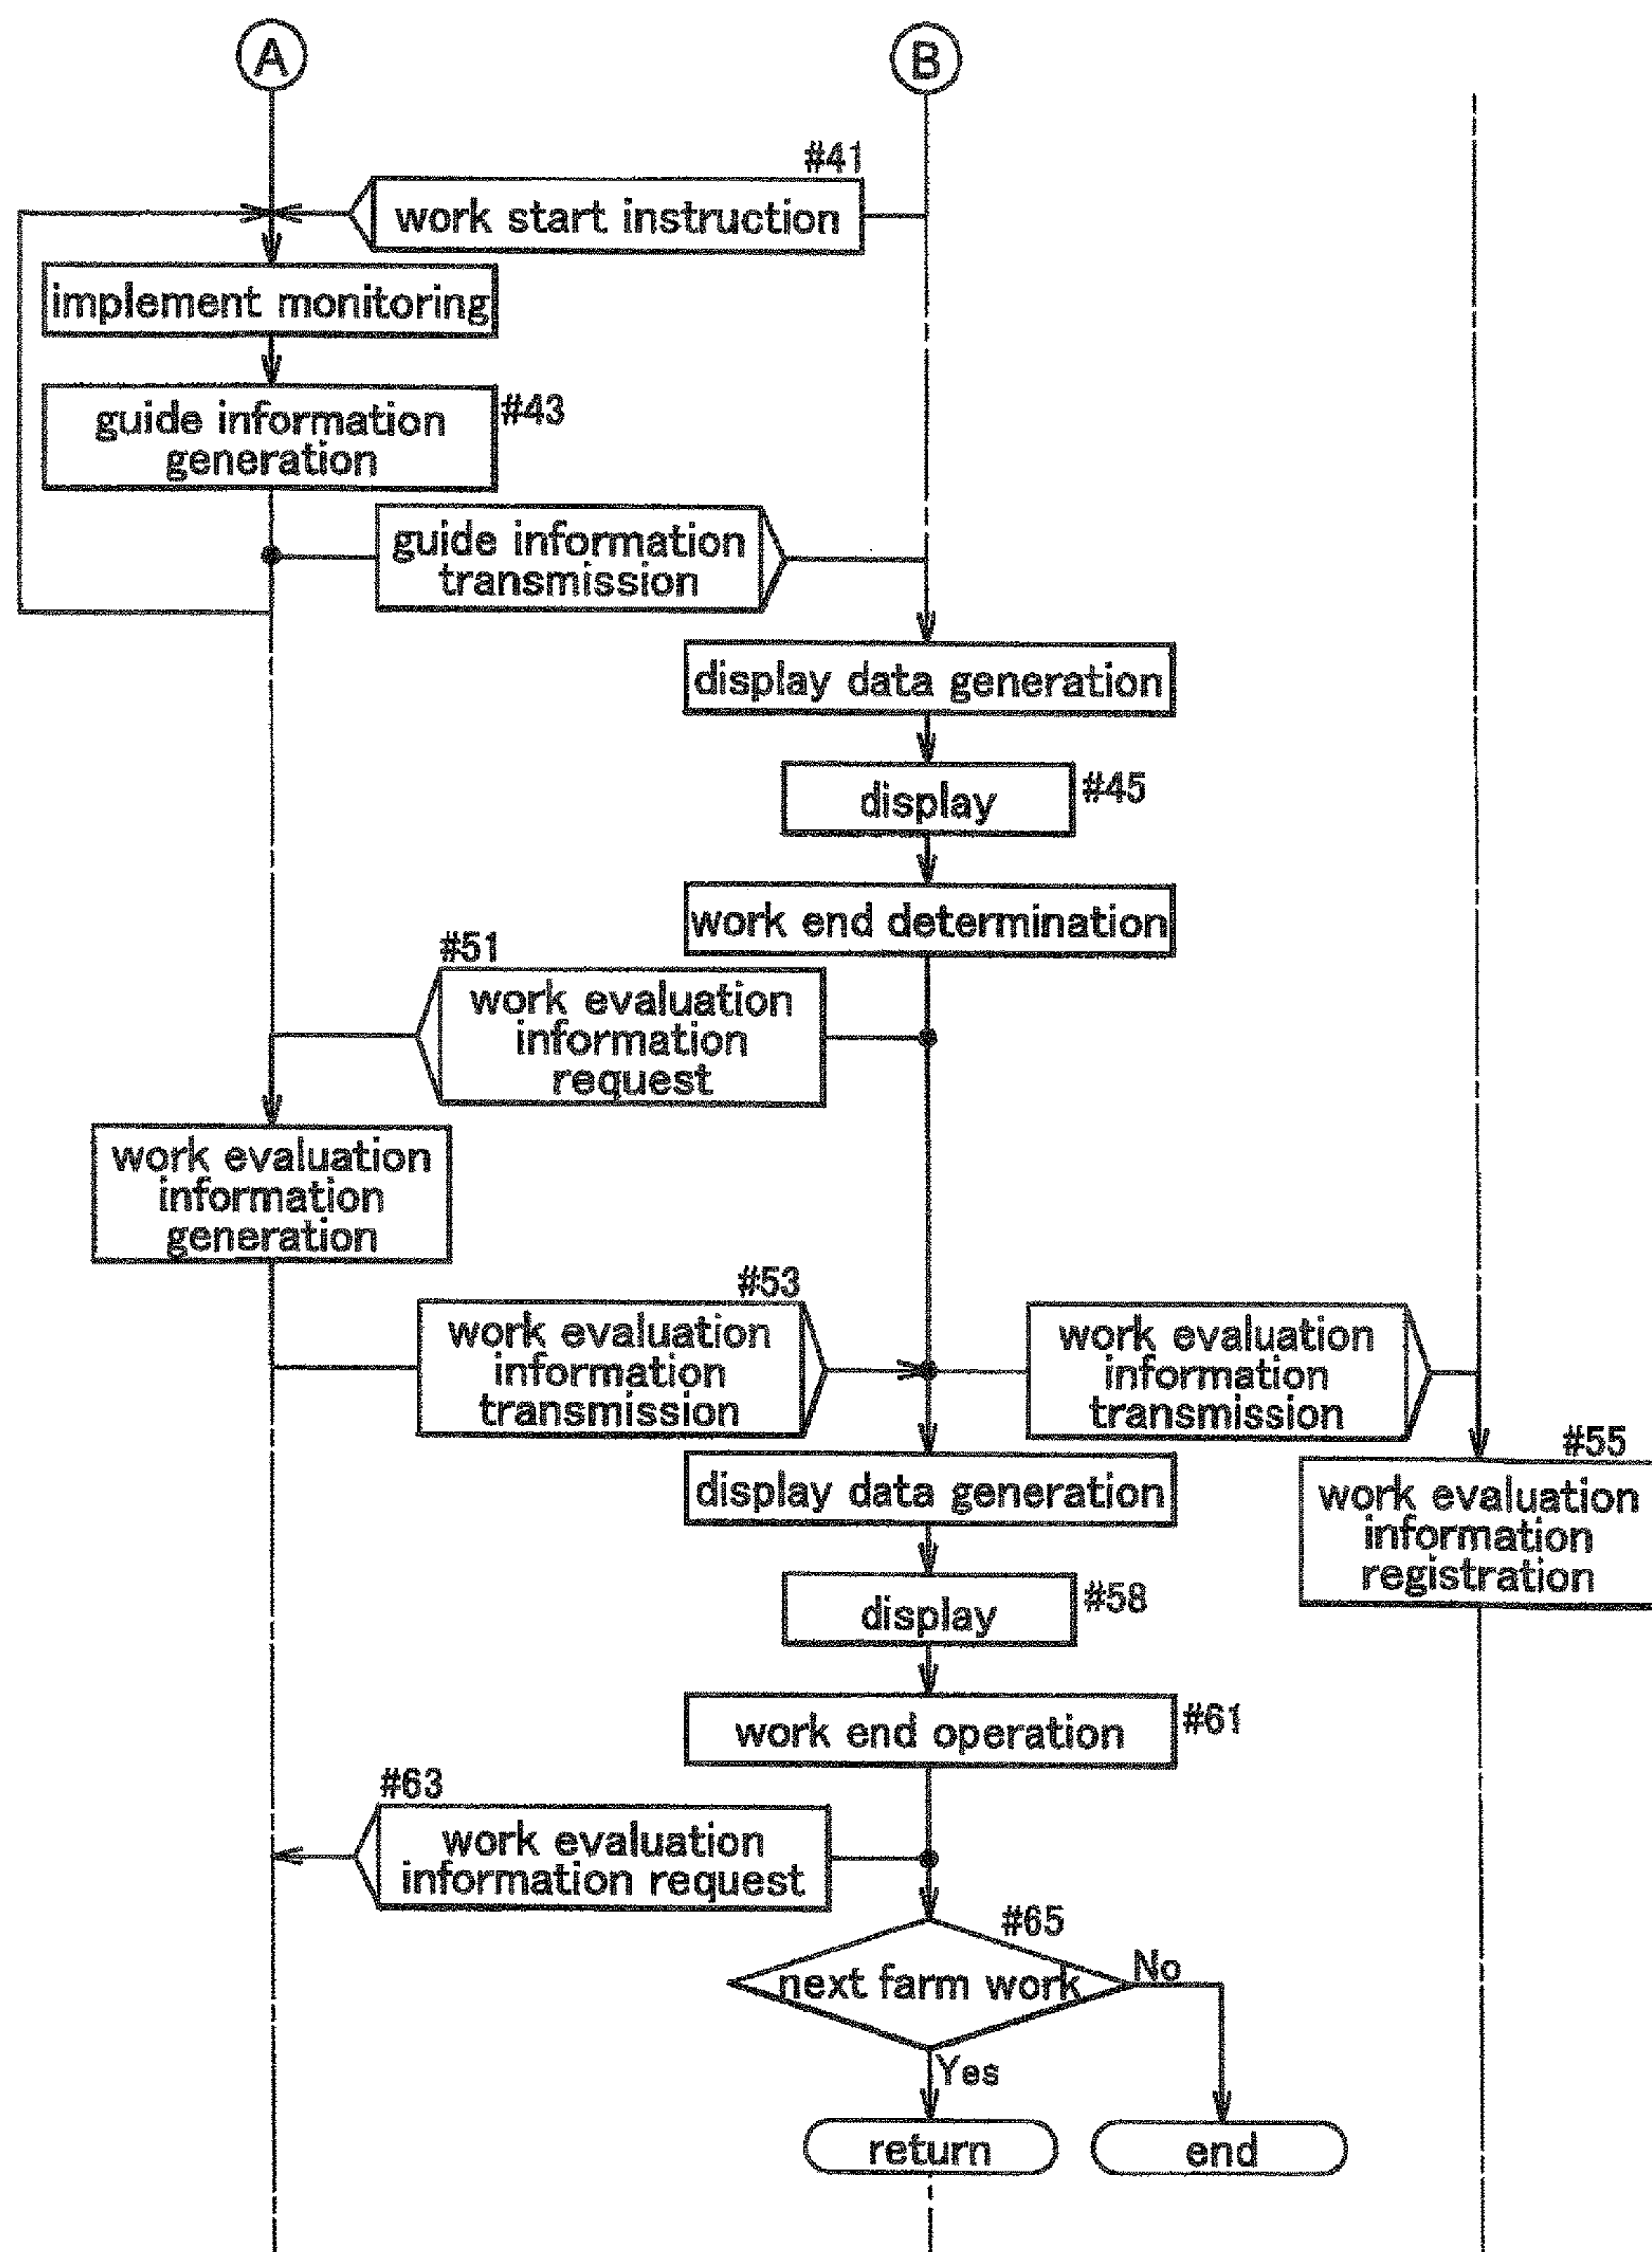 A
B
#41
work start instruction
implement monitoring
guide information
generation
#43
guide information
transmission
display data generation
display
#45
work end determination
#51
work evaluation
information
request
work evaluation
information
generation
#53
work evaluation
information
transmission
work evaluation
information
transmission
display data generation
#55
work evaluation
information
registration
display
#58
work end operation
#61
#63
work evaluation
information request
#65
next farm work
No
Yes
return
end